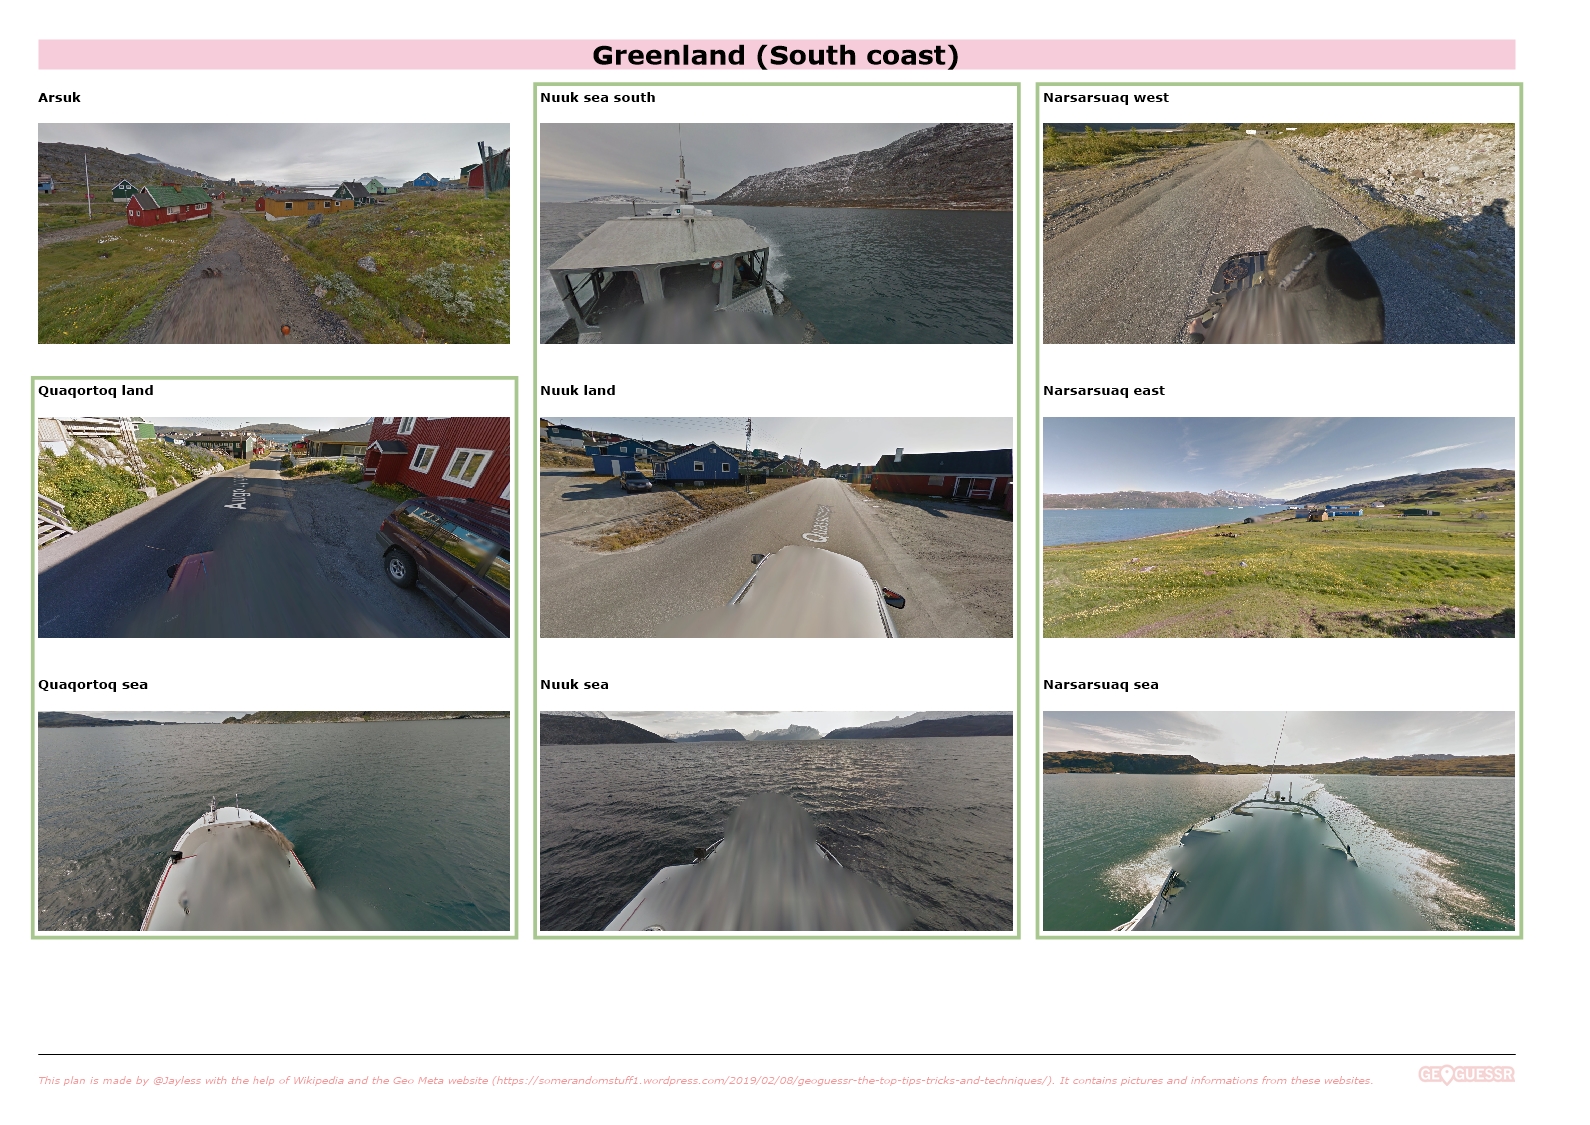 Greenland (South coast)
Arsuk
Nuuk sea south
Narsarsuaq west
Quaqortoq land
Nuuk land
Narsarsuaq east
Quaqortoq sea
Nuuk sea
Narsarsuaq sea
This plan is made by @Jayless with the help of Wikipedia and the Geo Meta website (https://somerandomstuff1.wordpress.com/2019/02/08/geoguessr-the-top-tips-tricks-and-techniques/). It contains pictures and informations from these websites.
GEOGUESSR